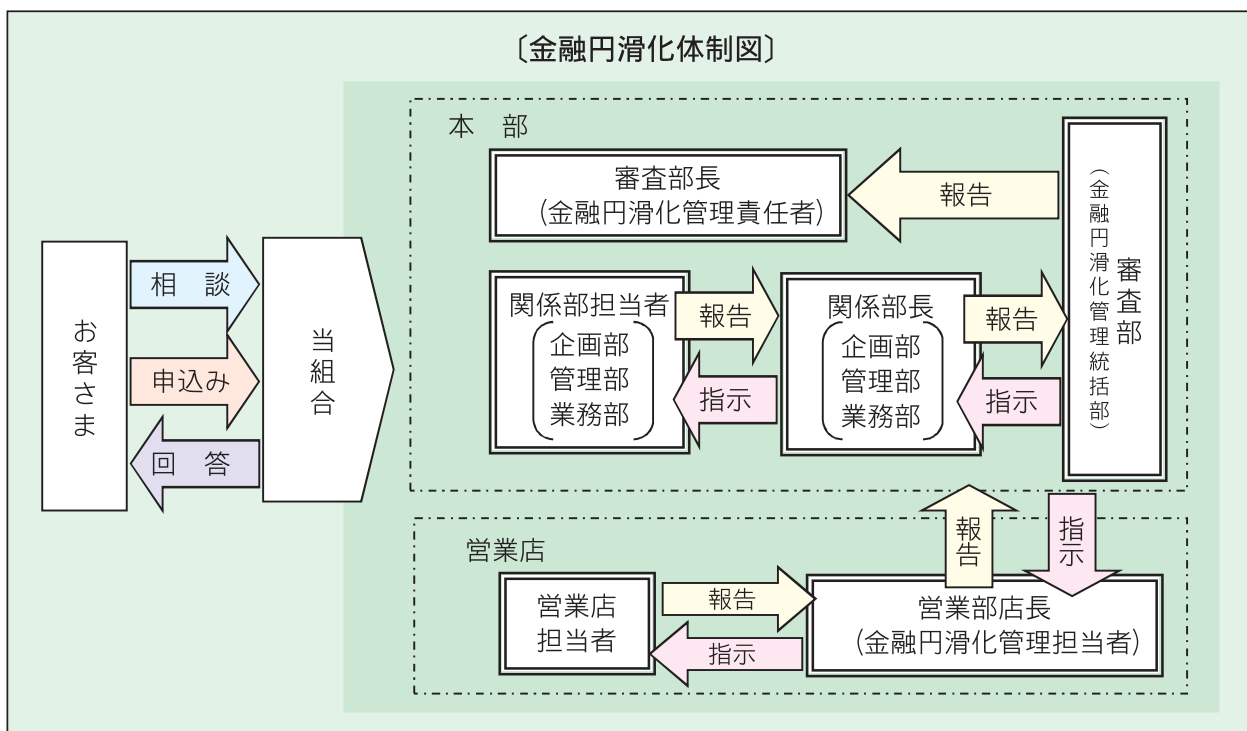 〔金融円滑化体制図〕
本　部
審査部長
（金融円滑化管理責任者）
報告
審査部
（金融円滑化管理統括部）
関係部担当者
企画部
管理部
業務部
報告
指示
関係部長
企画部
管理部
業務部
報告
指示
お客さま
相　談
申込み
回　答
当組合
報告
指示
営業店
営業店
担当者
報告
指示
営業部店長
（金融円滑化管理担当者）